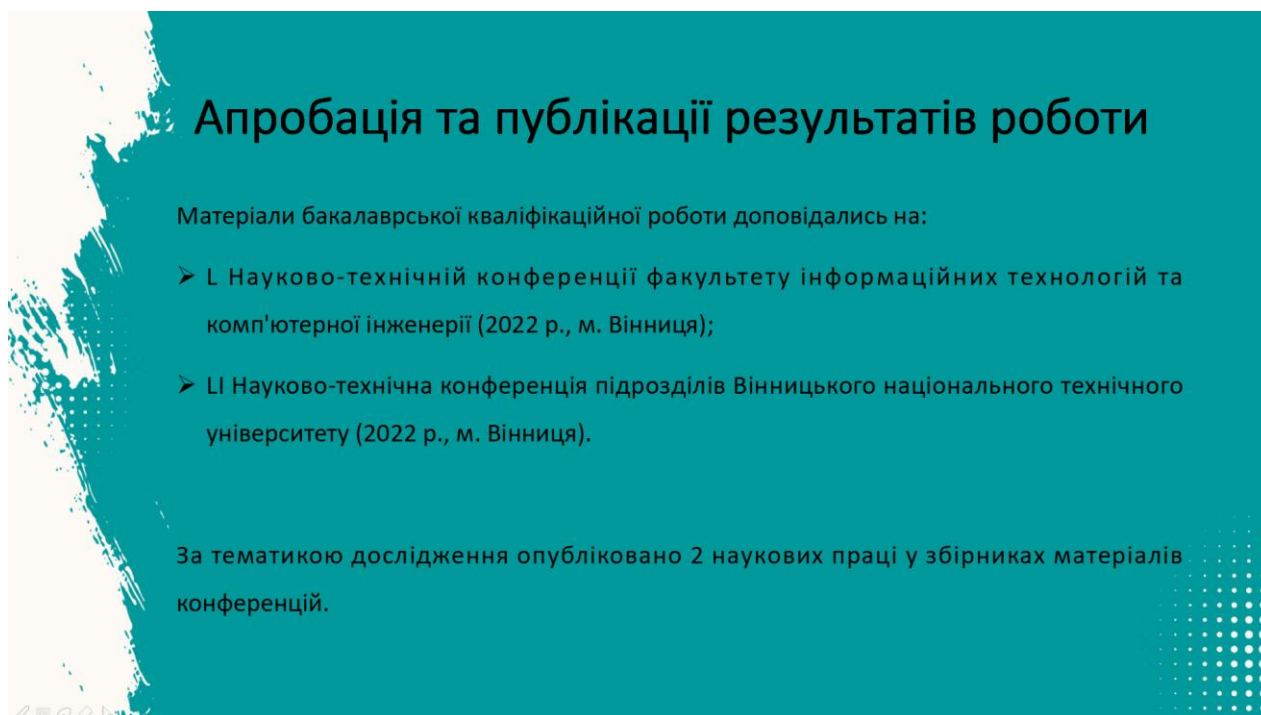 Апробація та публікації результатів роботи
Матеріали бакалаврської кваліфікаційної роботи доповідались на:
➢ L Науково-технічній конференції факультету інформаційних технологій та
комп'ютерної інженерії (2022 р., м. Вінниця);
➢ LI Науково-технічна конференція підрозділів Вінницького національного технічного
університету (2022 р., м. Вінниця).
За тематикою дослідження опубліковано 2 наукових праці у збірниках матеріалів
конференцій.